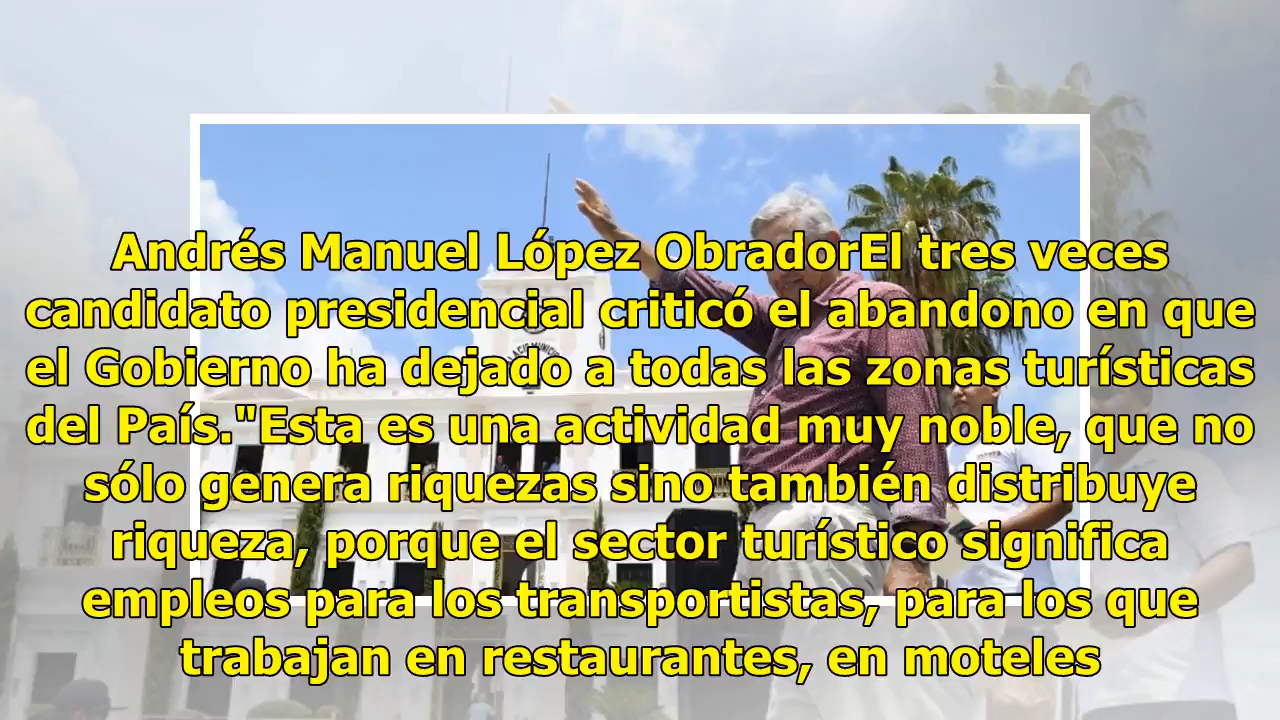 Andrés Manuel López ObradorEl tres veces
candidato presidencial criticó el abandono en que
el Gobierno ha dejado a todas las zonas turísticas
del País."Esta es una actividad muy noble, que no
sólo genera riquezas sino también distribuye
riqueza, porque el sector turístico significa
empleos para los transportistas, para los que
trabajan en restaurantes, en moteles